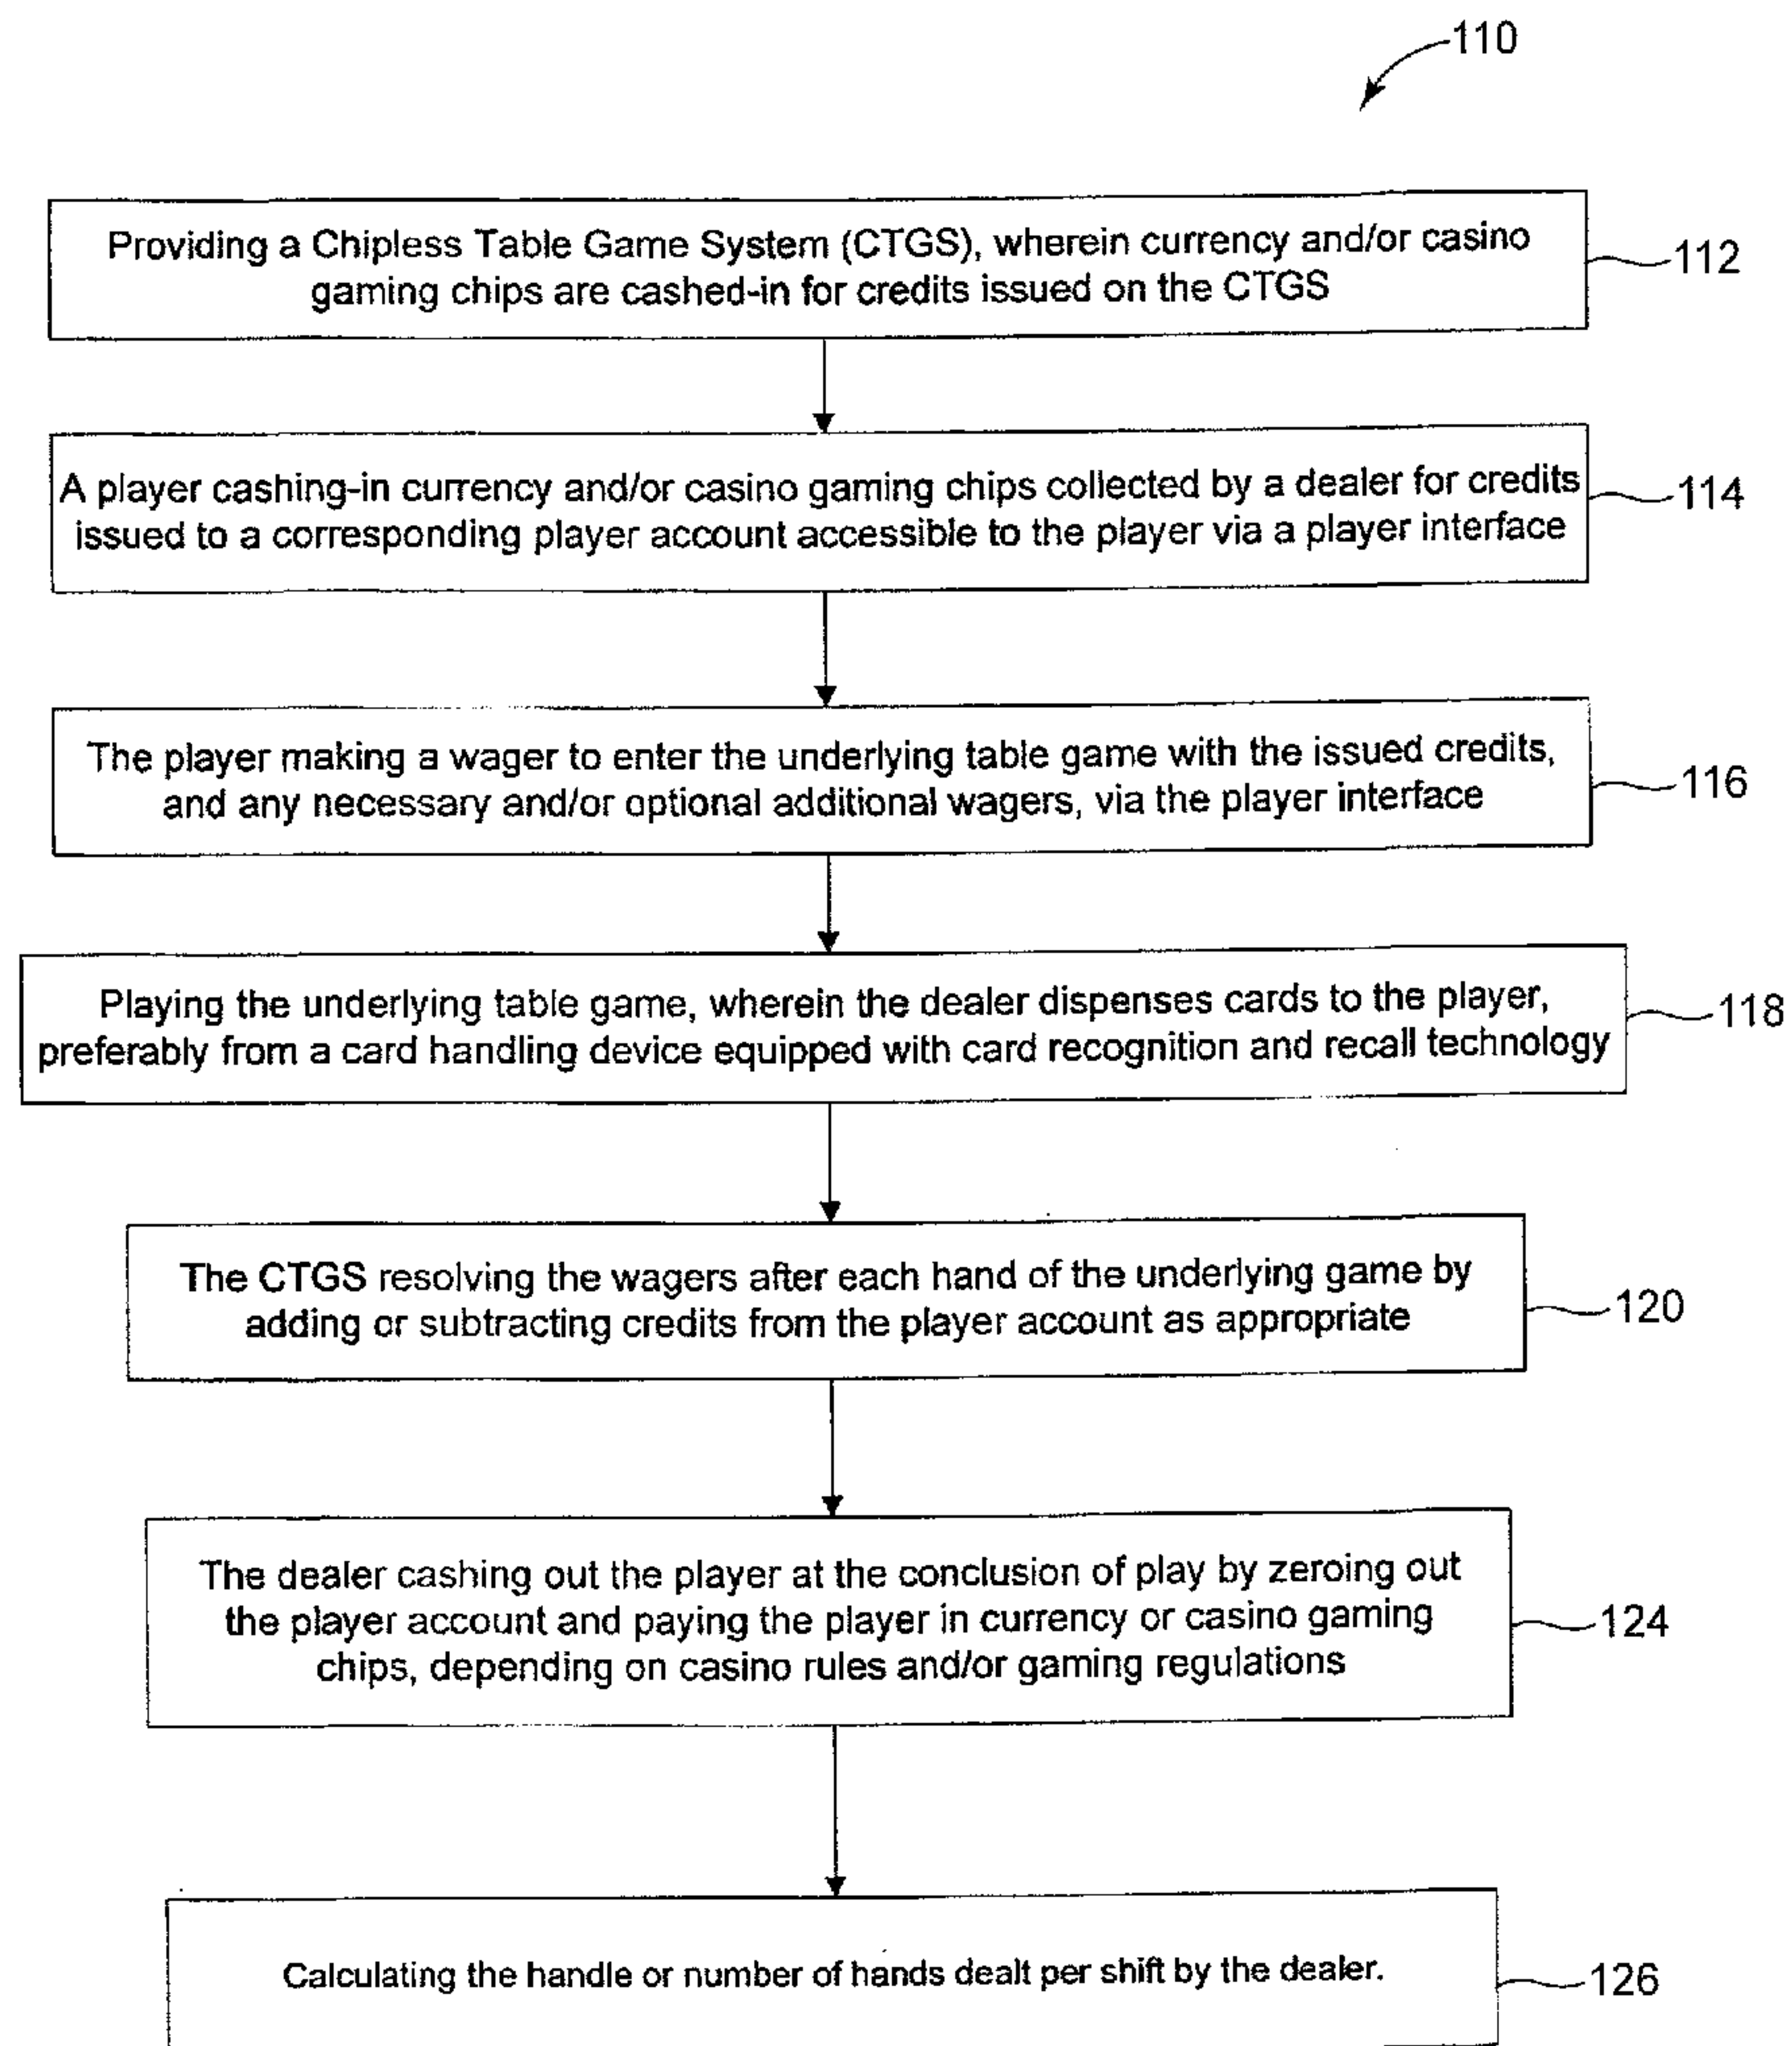 110
Providing a Chipless Table Game System (CTGS), wherein currency and/or casino
gaming chips are cashed-in for credits issued on the CTGS
112
A player cashing-in currency and/or casino gaming chips collected by a dealer for credits
issued to a corresponding player account accessible to the player via a player interface
114
The player making a wager to enter the underlying table game with the issued credits,
and any necessary and/or optional additional wagers, via the player interface
116
Playing the underlying table game, wherein the dealer dispenses cards to the player,
preferably from a card handling device equipped with card recognition and recall technology
118
The CTGS resolving the wagers after each hand of the underlying game by
adding or subtracting credits from the player account as appropriate
120
The dealer cashing out the player at the conclusion of play by zeroing out
the player account and paying the player in currency or casino gaming
chips, depending on casino rules and/or gaming regulations
124
Calculating the handle or number of hands dealt per shift by the dealer.
126